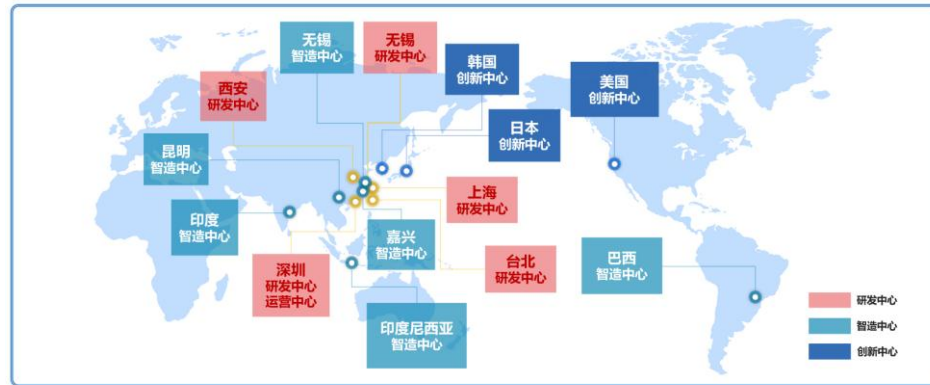 无锡
智造中心
无锡
研发中心
韩国
创新中心
美国
创新中心
西安
研发中心
日本
创新中心
昆明
智造中心
上海
研发中心
印度
智造中心
嘉兴
智造中心
台北
研发中心
巴西
智造中心
深圳
研发中心
运营中心
印度尼西亚
智造中心
研发中心
智造中心
创新中心